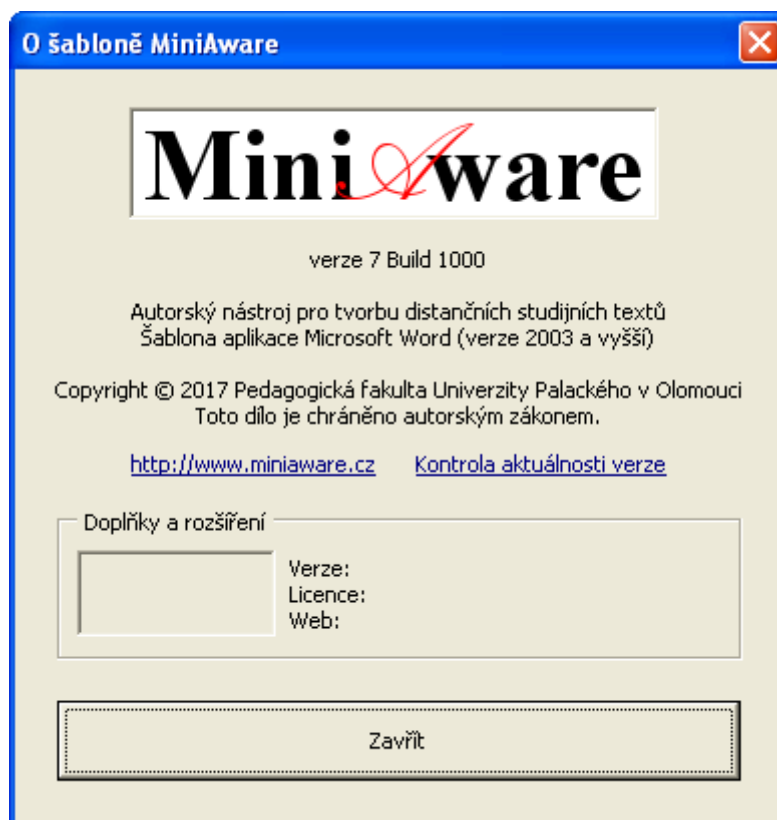 O šabloně MiniAware
MiniAware
verze 7 Build 1000
Autorský nástroj pro tvorbu distančních studijních textů
Šablona aplikace Microsoft Word (verze 2003 a vyšší)
Copyright © 2017 Pedagogická fakulta Univerzity Palackého v Olomouci
Toto dílo je chráněno autorským zákonem.
http://www.miniaware.cz Kontrola aktuálnosti verze
Doplňky a rozšíření
Verze:
Licence:
Web:
Zavřít